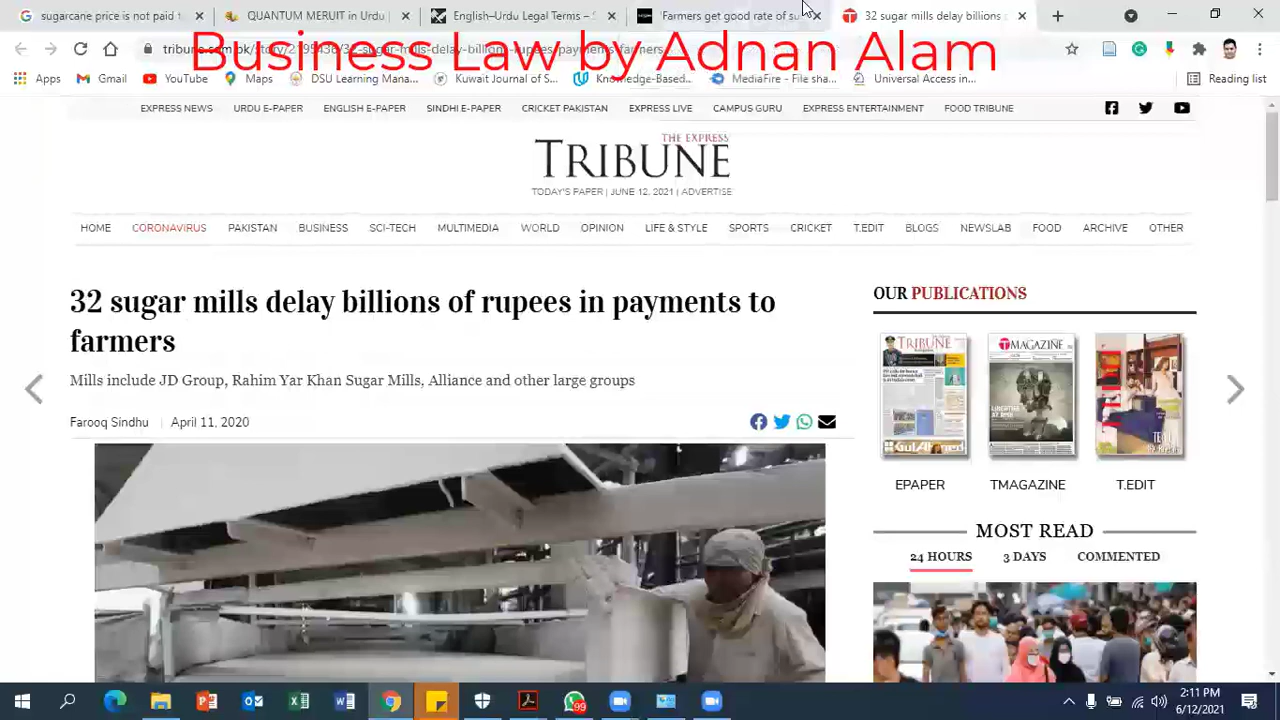 sugarcane price is not paid t
QUANTUM MERUIT in Indi
English–Urdu Legal Terms –
'Farmers get good rate of su
32 sugar mills delay billions
Business Law by Adnan Alam
Apps
Gmail
YouTube
Maps
DSU Learning Mana...
Kuwait Journal of S...
Knowledge-Based...
MediaFire - File sha...
Universal Access in...
Reading list
EXPRESS NEWS URDU E-PAPER ENGLISH E-PAPER SINDHI E-PAPER CRICKET PAKISTAN EXPRESS LIVE CAMPUS GURU EXPRESS ENTERTAINMENT FOOD TRIBUNE
THE EXPRESS
TRIBUNE
TODAY'S PAPER | JUNE 12, 2021 | ADVERTISE
HOME CORONAVIRUS PAKISTAN BUSINESS SCI-TECH MULTIMEDIA WORLD OPINION LIFE & STYLE SPORTS CRICKET T.EDIT BLOGS NEWSLAB FOOD ARCHIVE OTHER
32 sugar mills delay billions of rupees in payments to
farmers
Mills include JD Group, Rahim Yar Khan Sugar Mills, Alliance and other large groups
Farooq Sindhu | April 11, 2020
OUR PUBLICATIONS
EPAPER
TMAGAZINE
T.EDIT
MOST READ
24 HOURS 3 DAYS COMMENTED
99
2:11 PM
6/12/2021